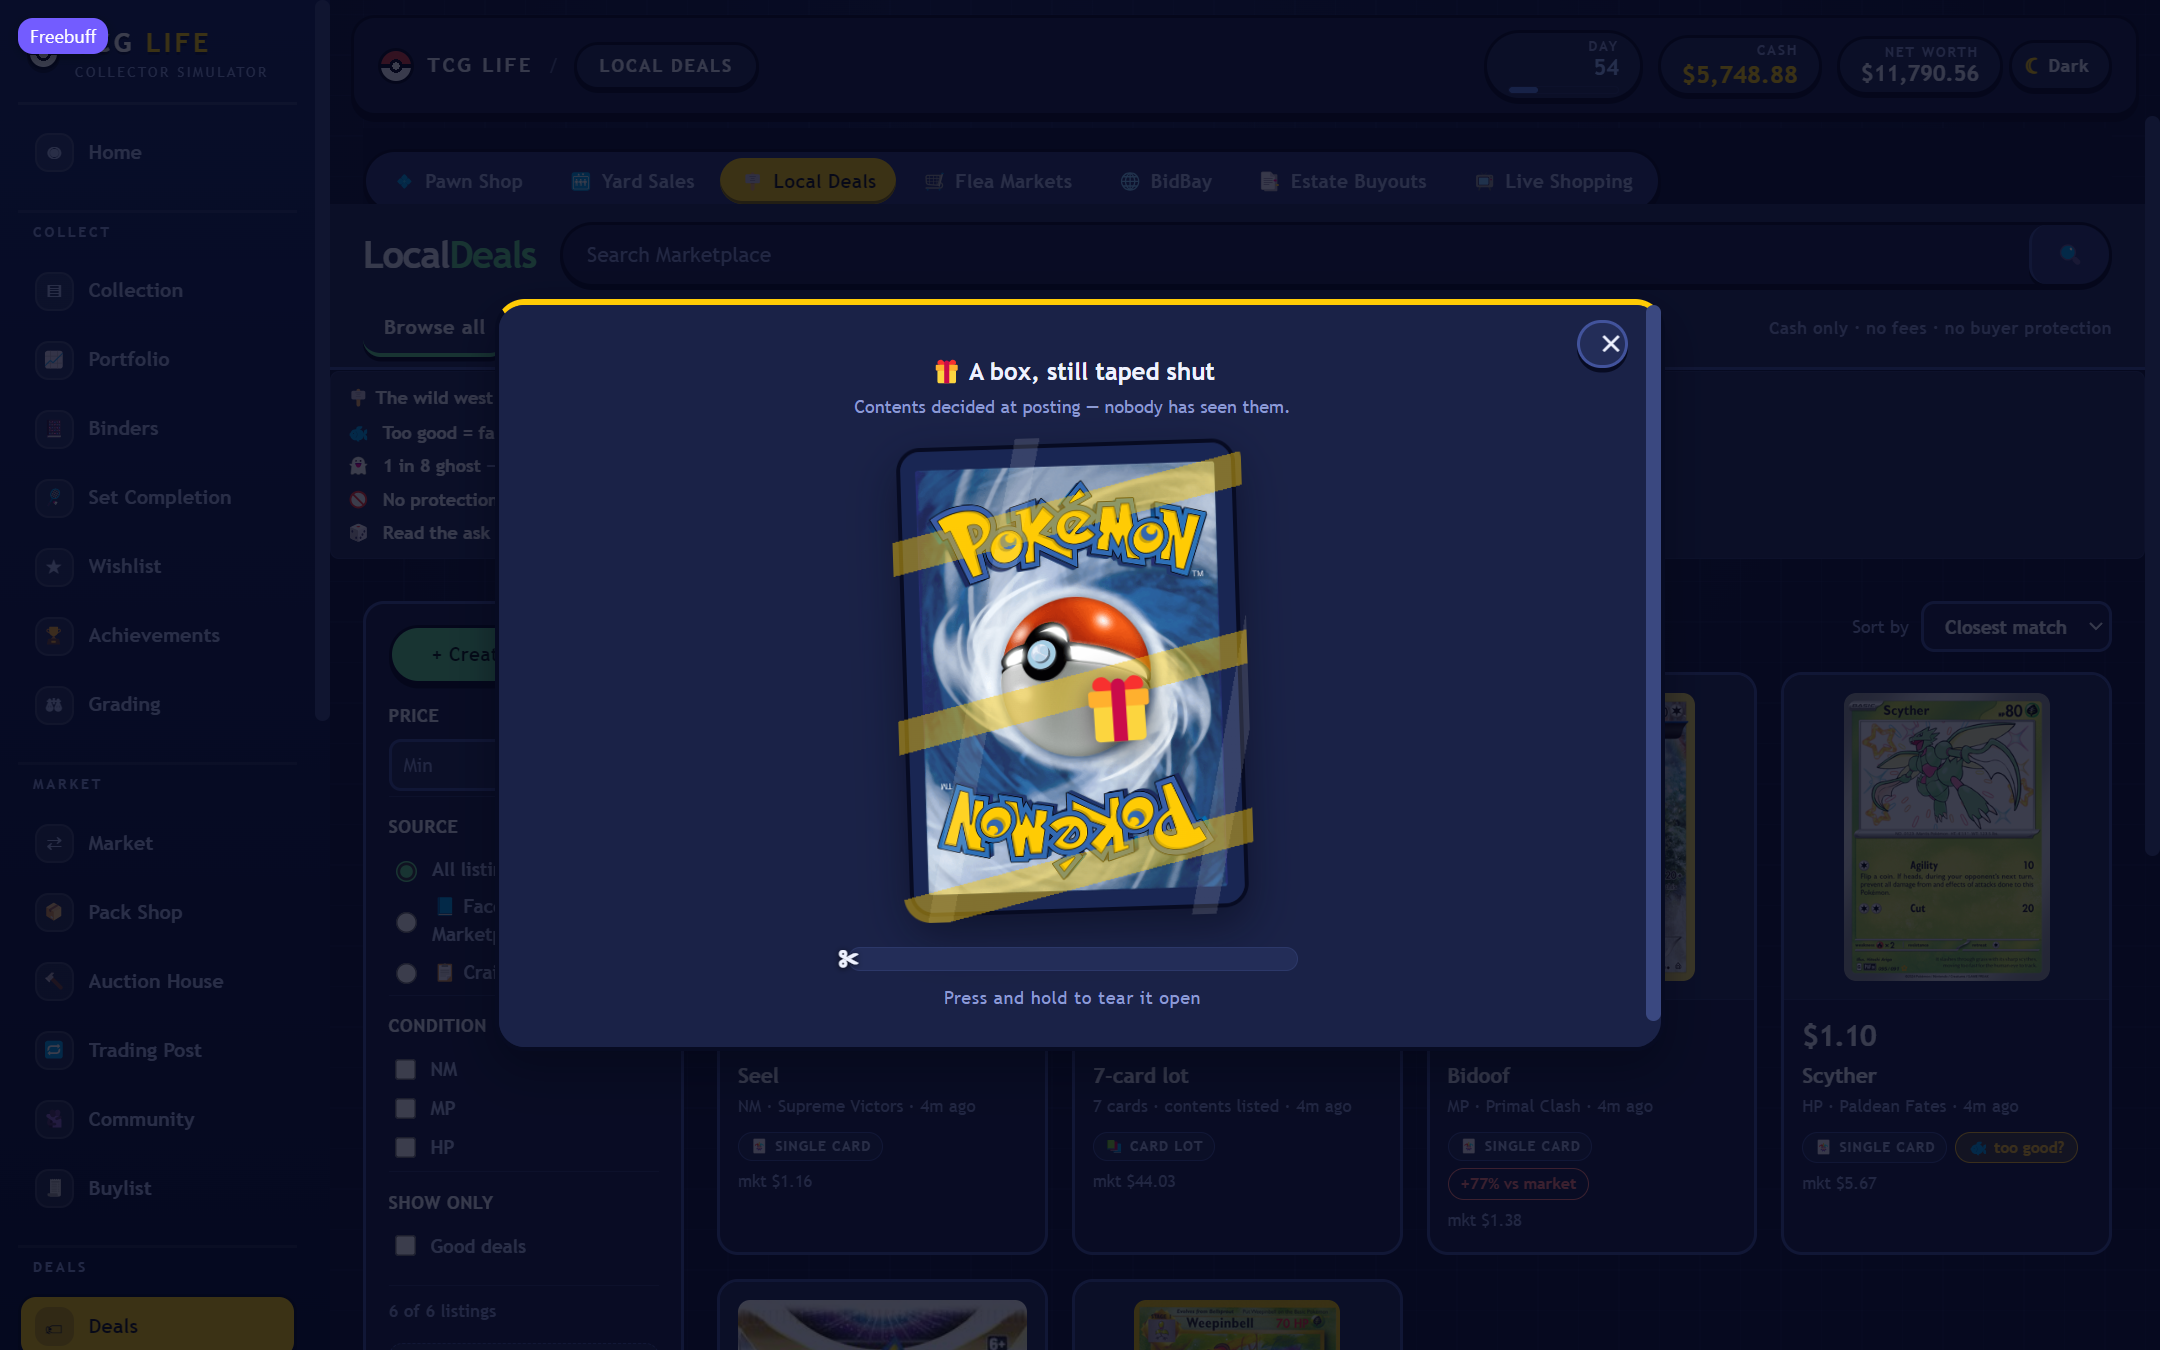 Freebuff
CG LIFE
COLLECTOR SIMULATOR
Home
COLLECT
Collection
Portfolio
Binders
Set Completion
Wishlist
Achievements
Grading
MARKET
Market
Pack Shop
Auction House
Trading Post
Community
Buylist
DEALS
Deals
TCG LIFE / LOCAL DEALS
DAY
54
CASH
$5,748.88
NET WORTH
$11,790.56
Dark
Pawn Shop
Yard Sales
Local Deals
Flea Markets
BidBay
Estate Buyouts
Live Shopping
LocalDeals
Search Marketplace
Browse all
Cash only · no fees · no buyer protection
The wild west
Too good = fa
1 in 8 ghost –
No protection
Read the ask
A box, still taped shut
Contents decided at posting — nobody has seen them.
POKéMON
TM
POKéMON
TM
Press and hold to tear it open
+ Creat
PRICE
Min
SOURCE
All listi
Fac
Marketp
Crai
CONDITION
NM
MP
HP
SHOW ONLY
Good deals
6 of 6 listings
Sort by
Closest match
Seel
NM · Supreme Victors · 4m ago
SINGLE CARD
mkt $1.16
7-card lot
7 cards · contents listed · 4m ago
CARD LOT
mkt $44.03
Bidoof
MP · Primal Clash · 4m ago
SINGLE CARD
+77% vs market
mkt $1.38
Scyther
80
Agility 10
Cut 20
$1.10
Scyther
HP · Paldean Fates · 4m ago
SINGLE CARD
too good?
mkt $5.67
6+
Weepinbell 70 HP